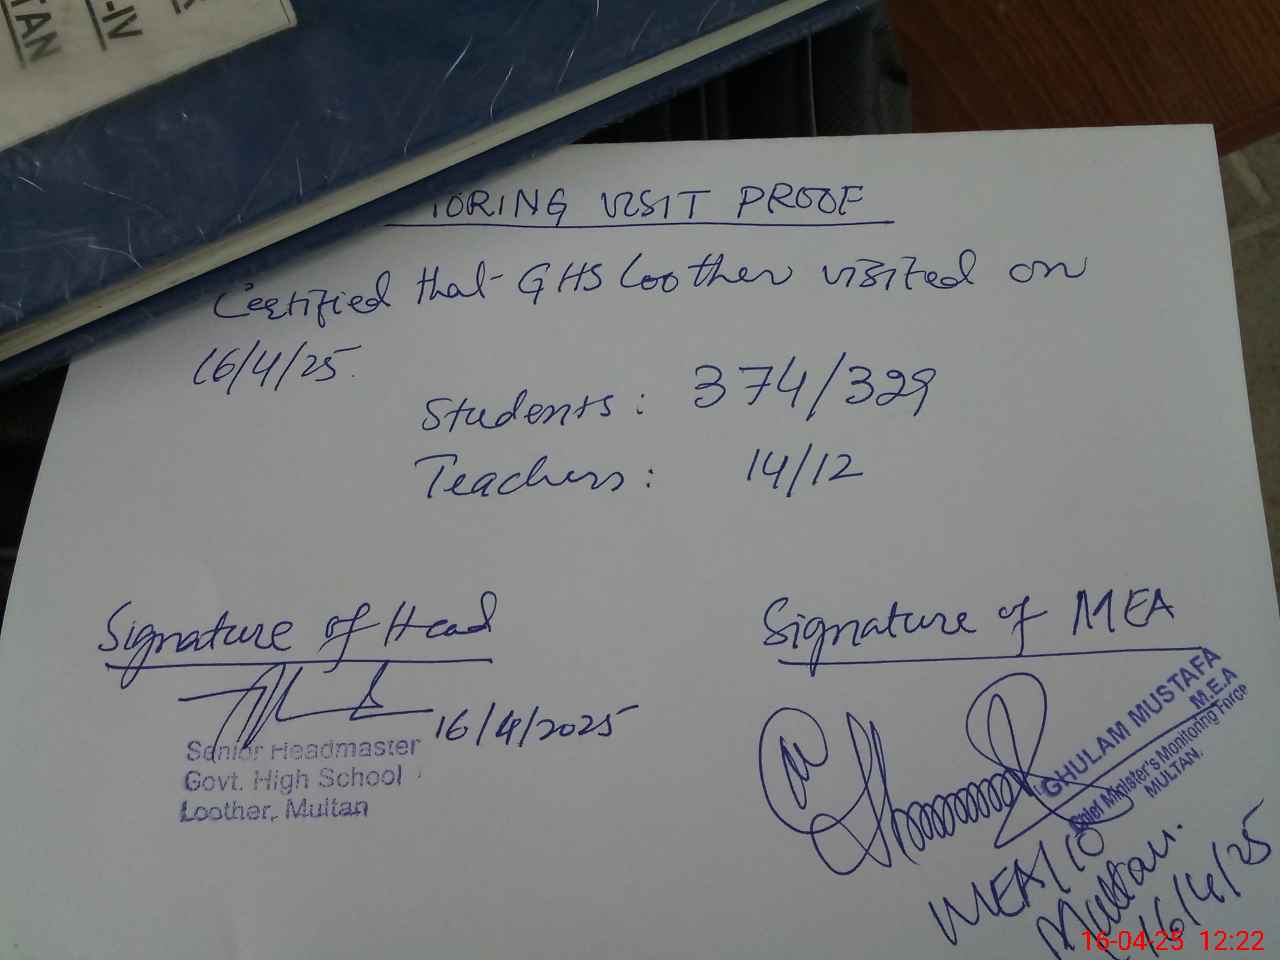 TAN
-IV
TORING VISIT PROOF
Certified that GHS Loother visited on
16/4/25.
Students: 374/329
Teachers: 14/12
Signature of Head
16/4/2025
Senior Headmaster
Govt. High School
Loother, Multan
Signature of MEA
GHULAM MUSTAFA
M.E.A
Chief Minister's Monitoring Force
MULTAN.
MEA/10
Multan.
16/4/25
16-04-25 12:22